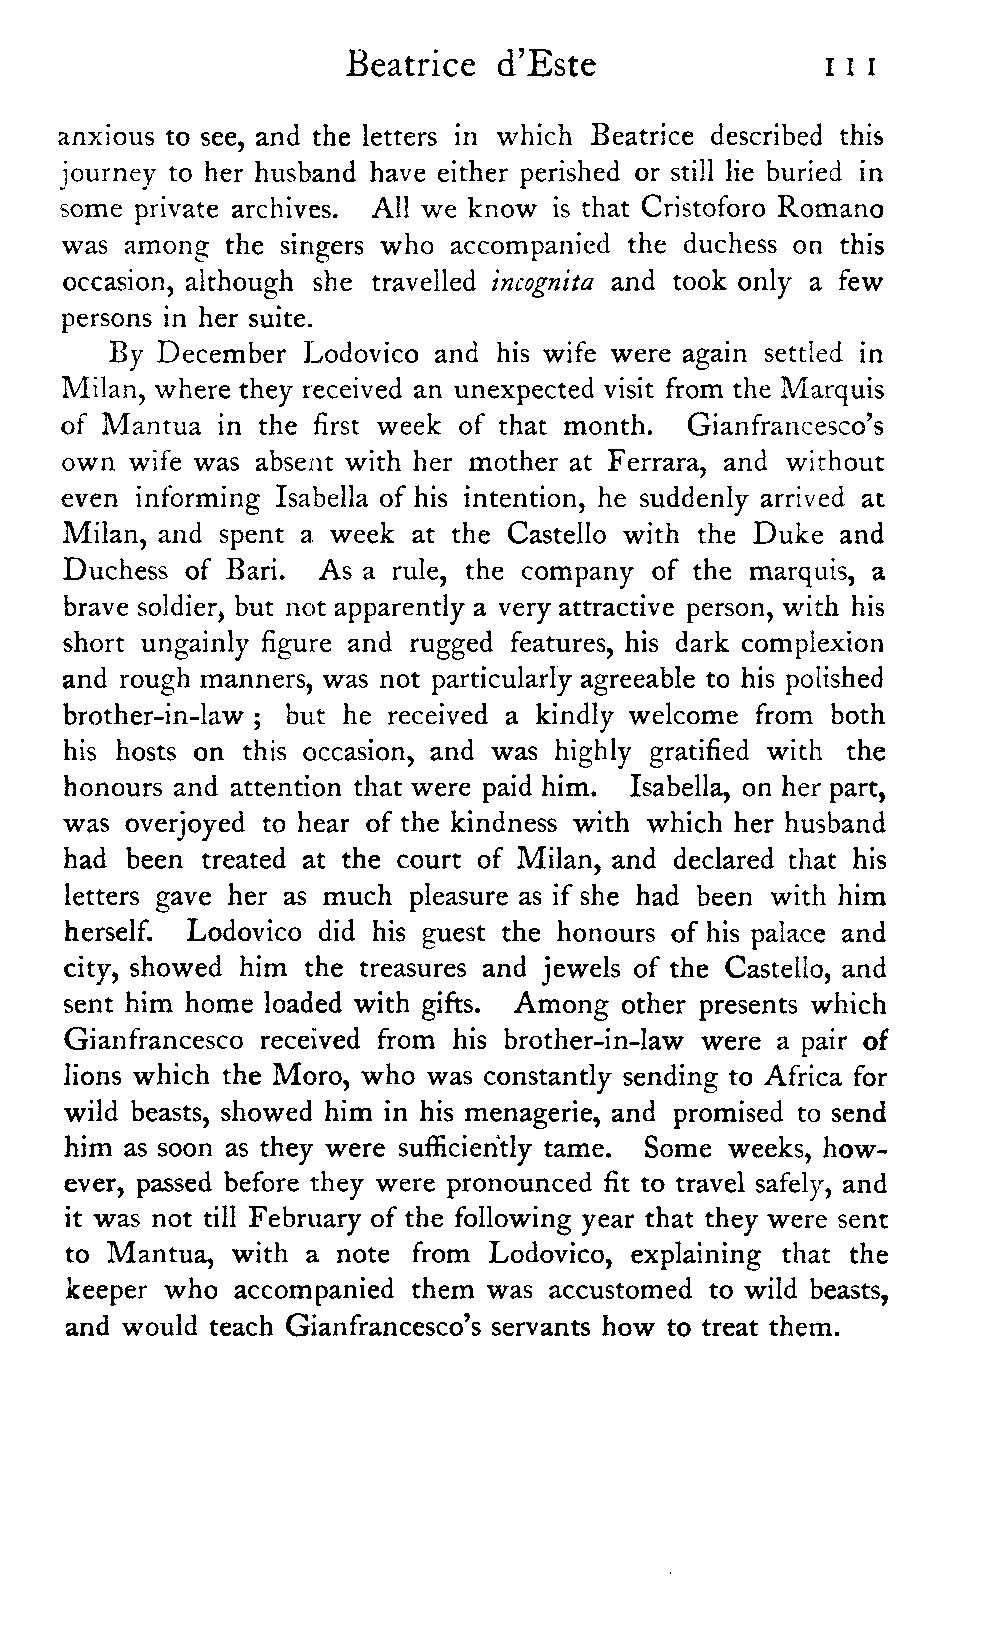 Beatrice d'Este 111
anxious to see, and the letters in which Beatrice described this
journey to her husband have either perished or still lie buried in
some private archives. All we know is that Cristoforo Romano
was among the singers who accompanied the duchess on this
occasion, although she travelled incognita and took only a few
persons in her suite.
By December Lodovico and his wife were again settled in
Milan, where they received an unexpected visit from the Marquis
of Mantua in the first week of that month. Gianfrancesco's
own wife was absent with her mother at Ferrara, and without
even informing Isabella of his intention, he suddenly arrived at
Milan, and spent a week at the Castello with the Duke and
Duchess of Bari. As a rule, the company of the marquis, a
brave soldier, but not apparently a very attractive person, with his
short ungainly figure and rugged features, his dark complexion
and rough manners, was not particularly agreeable to his polished
brother-in-law ; but he received a kindly welcome from both
his hosts on this occasion, and was highly gratified with the
honours and attention that were paid him. Isabella, on her part,
was overjoyed to hear of the kindness with which her husband
had been treated at the court of Milan, and declared that his
letters gave her as much pleasure as if she had been with him
herself. Lodovico did his guest the honours of his palace and
city, showed him the treasures and jewels of the Castello, and
sent him home loaded with gifts. Among other presents which
Gianfrancesco received from his brother-in-law were a pair of
lions which the Moro, who was constantly sending to Africa for
wild beasts, showed him in his menagerie, and promised to send
him as soon as they were sufficiently tame. Some weeks, how-
ever, passed before they were pronounced fit to travel safely, and
it was not till February of the following year that they were sent
to Mantua, with a note from Lodovico, explaining that the
keeper who accompanied them was accustomed to wild beasts,
and would teach Gianfrancesco's servants how to treat them.